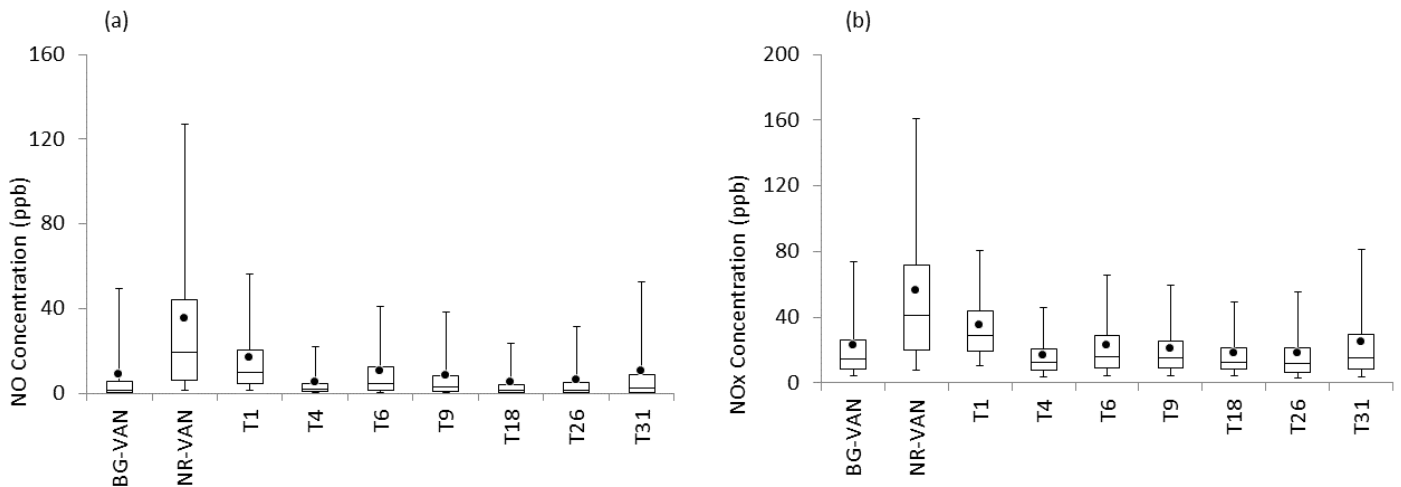 (a)
NO Concentration (ppb)
160
120
80
40
0
BG-VAN
NR-VAN
T1
T4
T6
T9
T18
T26
T31
(b)
NOx Concentration (ppb)
200
160
120
80
40
0
BG-VAN
NR-VAN
T1
T4
T6
T9
T18
T26
T31